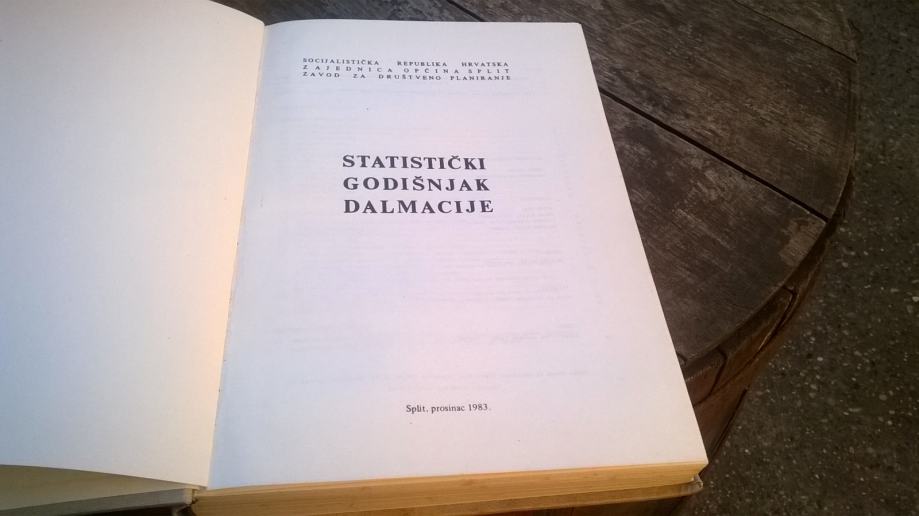 SOCIJALISTIČKA REPUBLIKA HRVATSKA
ZAJEDNICA OPĆINA SPLIT
ZAVOD ZA DRUŠTVENO PLANIRANJE
STATISTIČKI
GODIŠNJAK
DALMACIJE
Split, prosinac 1983.